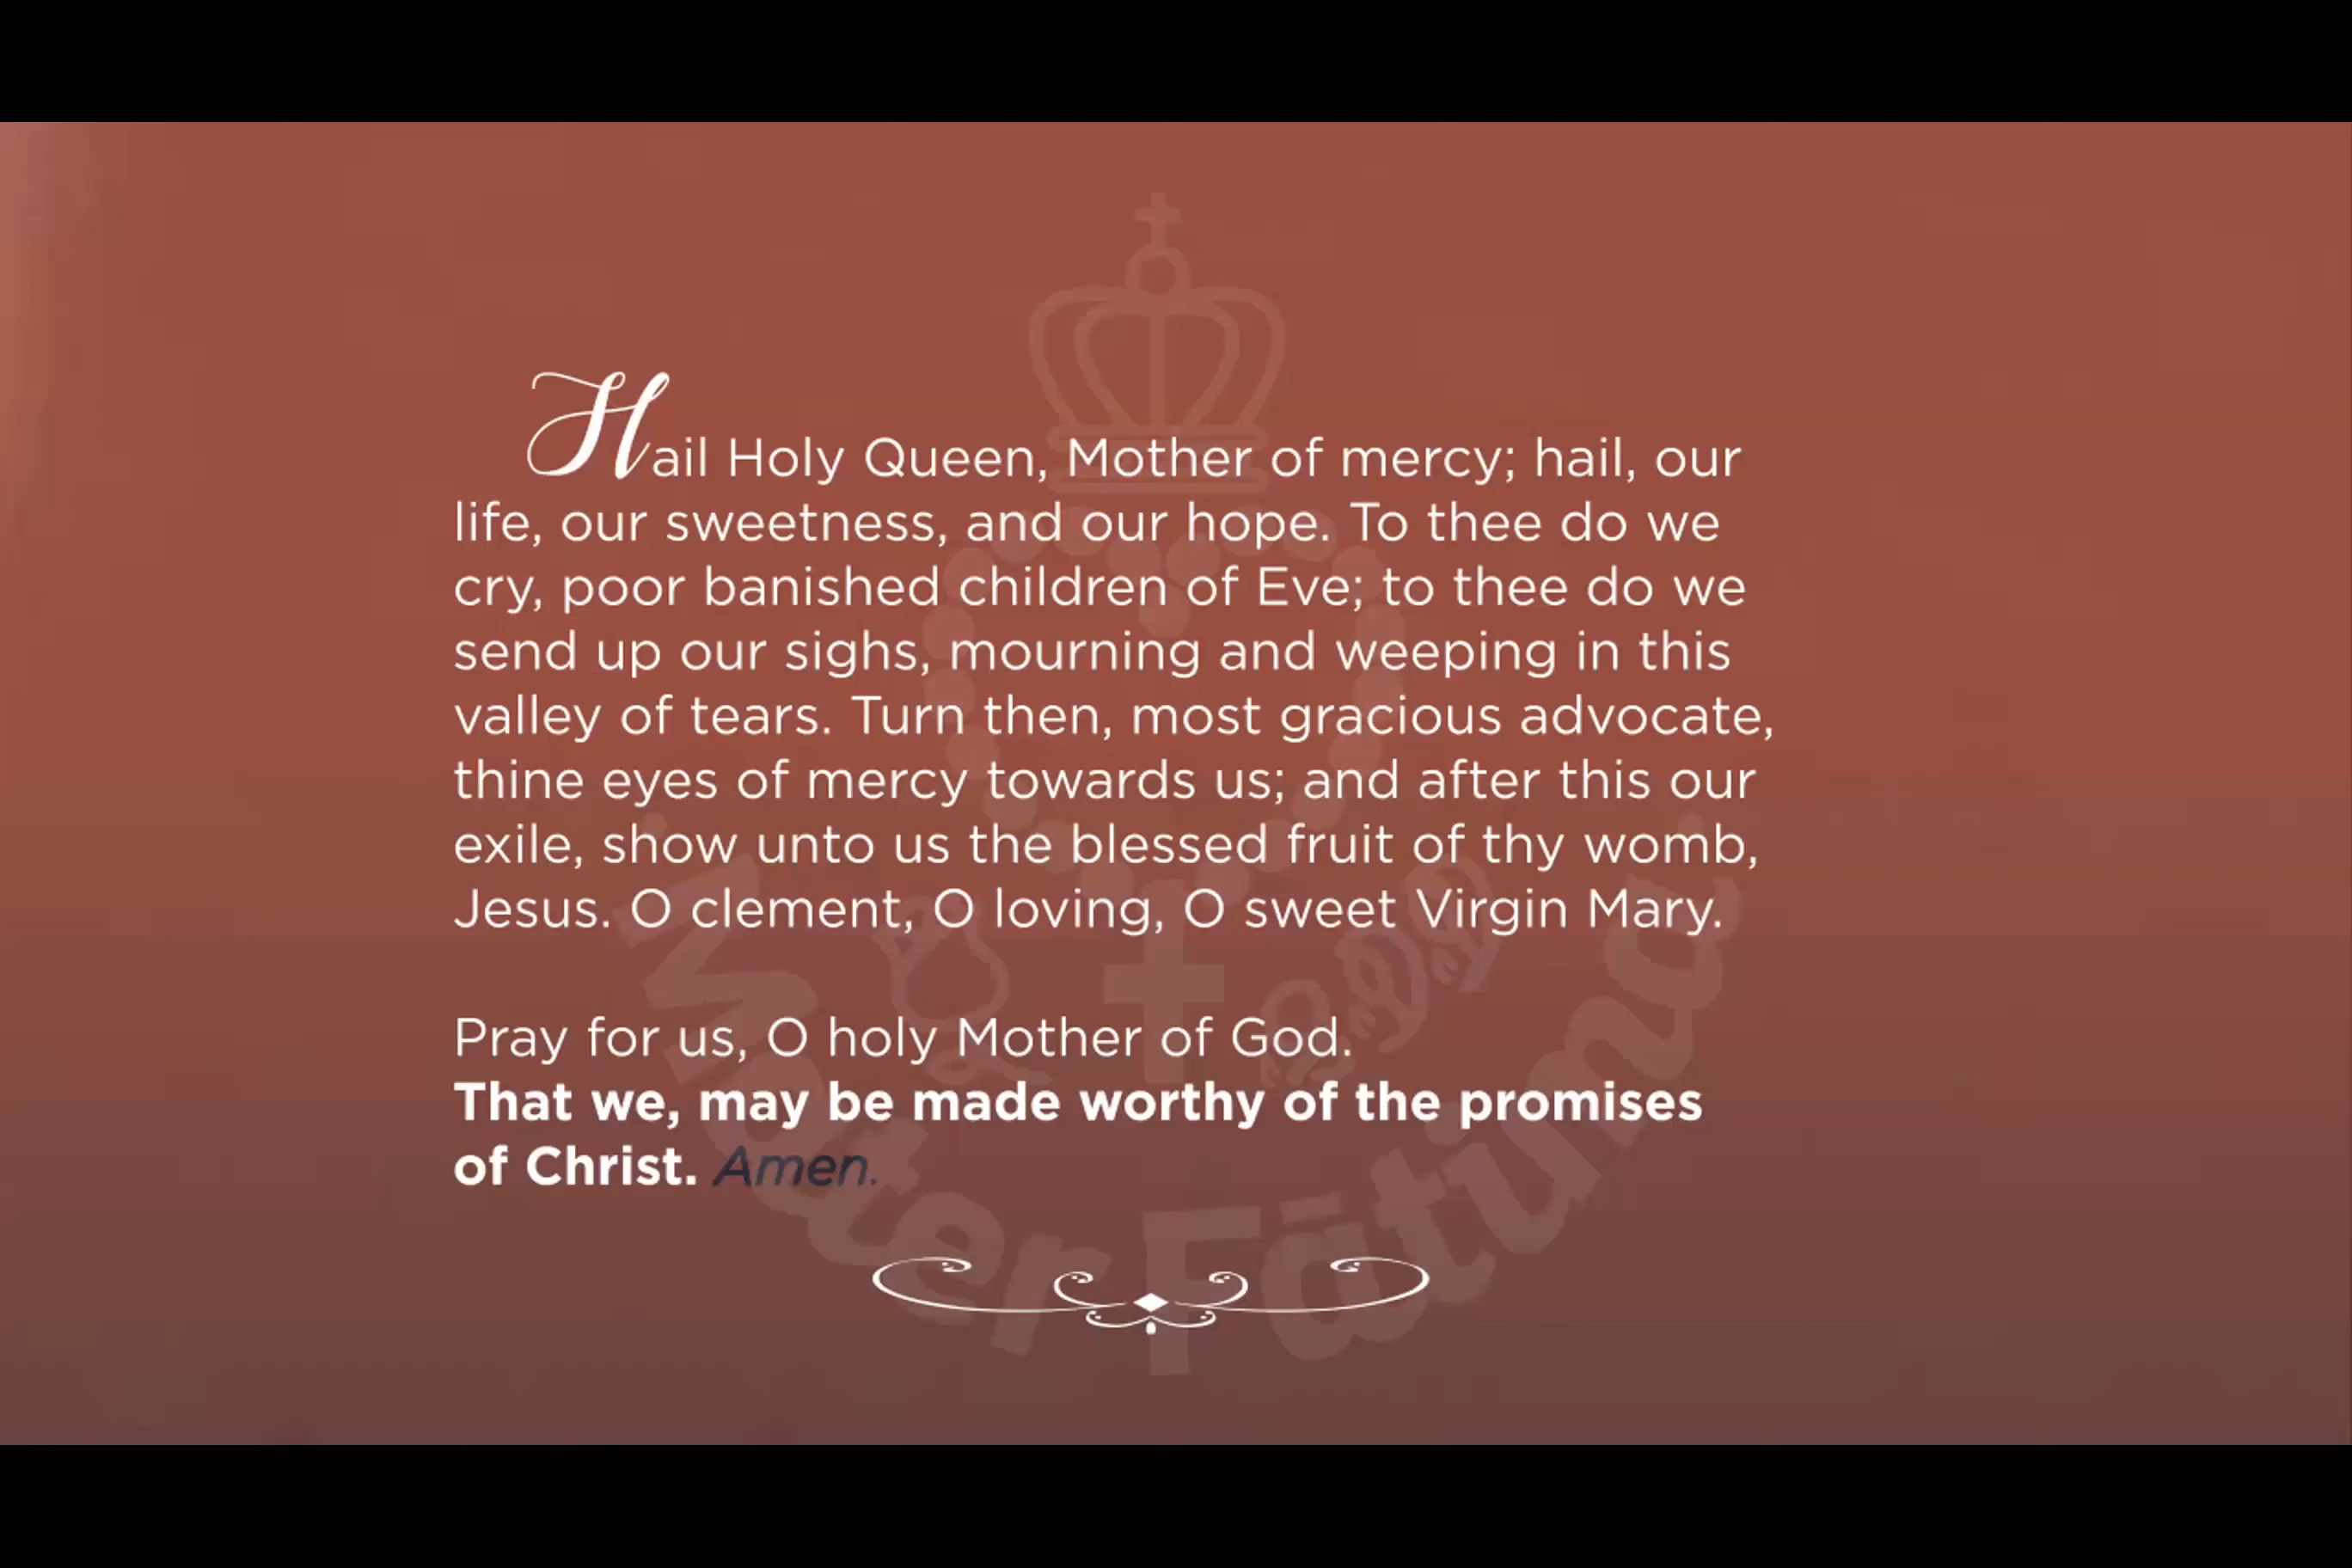 Hail Holy Queen, Mother of mercy; hail, our
life, our sweetness, and our hope. To thee do we
cry, poor banished children of Eve; to thee do we
send up our sighs, mourning and weeping in this
valley of tears. Turn then, most gracious advocate,
thine eyes of mercy towards us; and after this our
exile, show unto us the blessed fruit of thy womb,
Jesus. O clement, O loving, O sweet Virgin Mary.
Pray for us, O holy Mother of God.
That we, may be made worthy of the promises
of Christ. Amen.
Mater Fātima